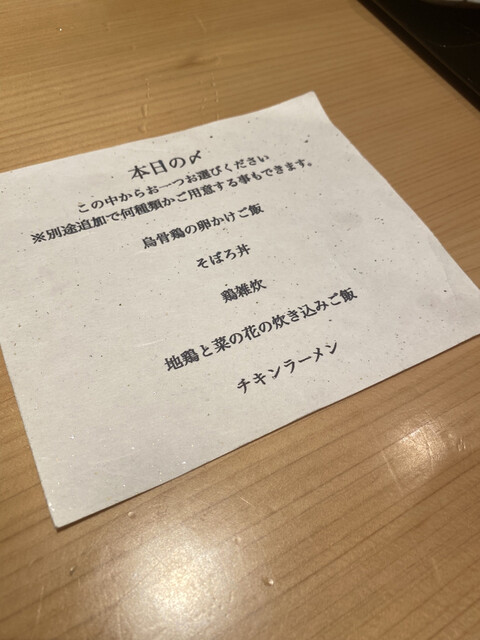 本日の〆
この中からお一つお選びください
※別途追加で何種類かご用意する事もできます。
烏骨鶏の卵かけご飯
そぼろ丼
鶏雑炊
地鶏と菜の花の炊き込みご飯
チキンラーメン